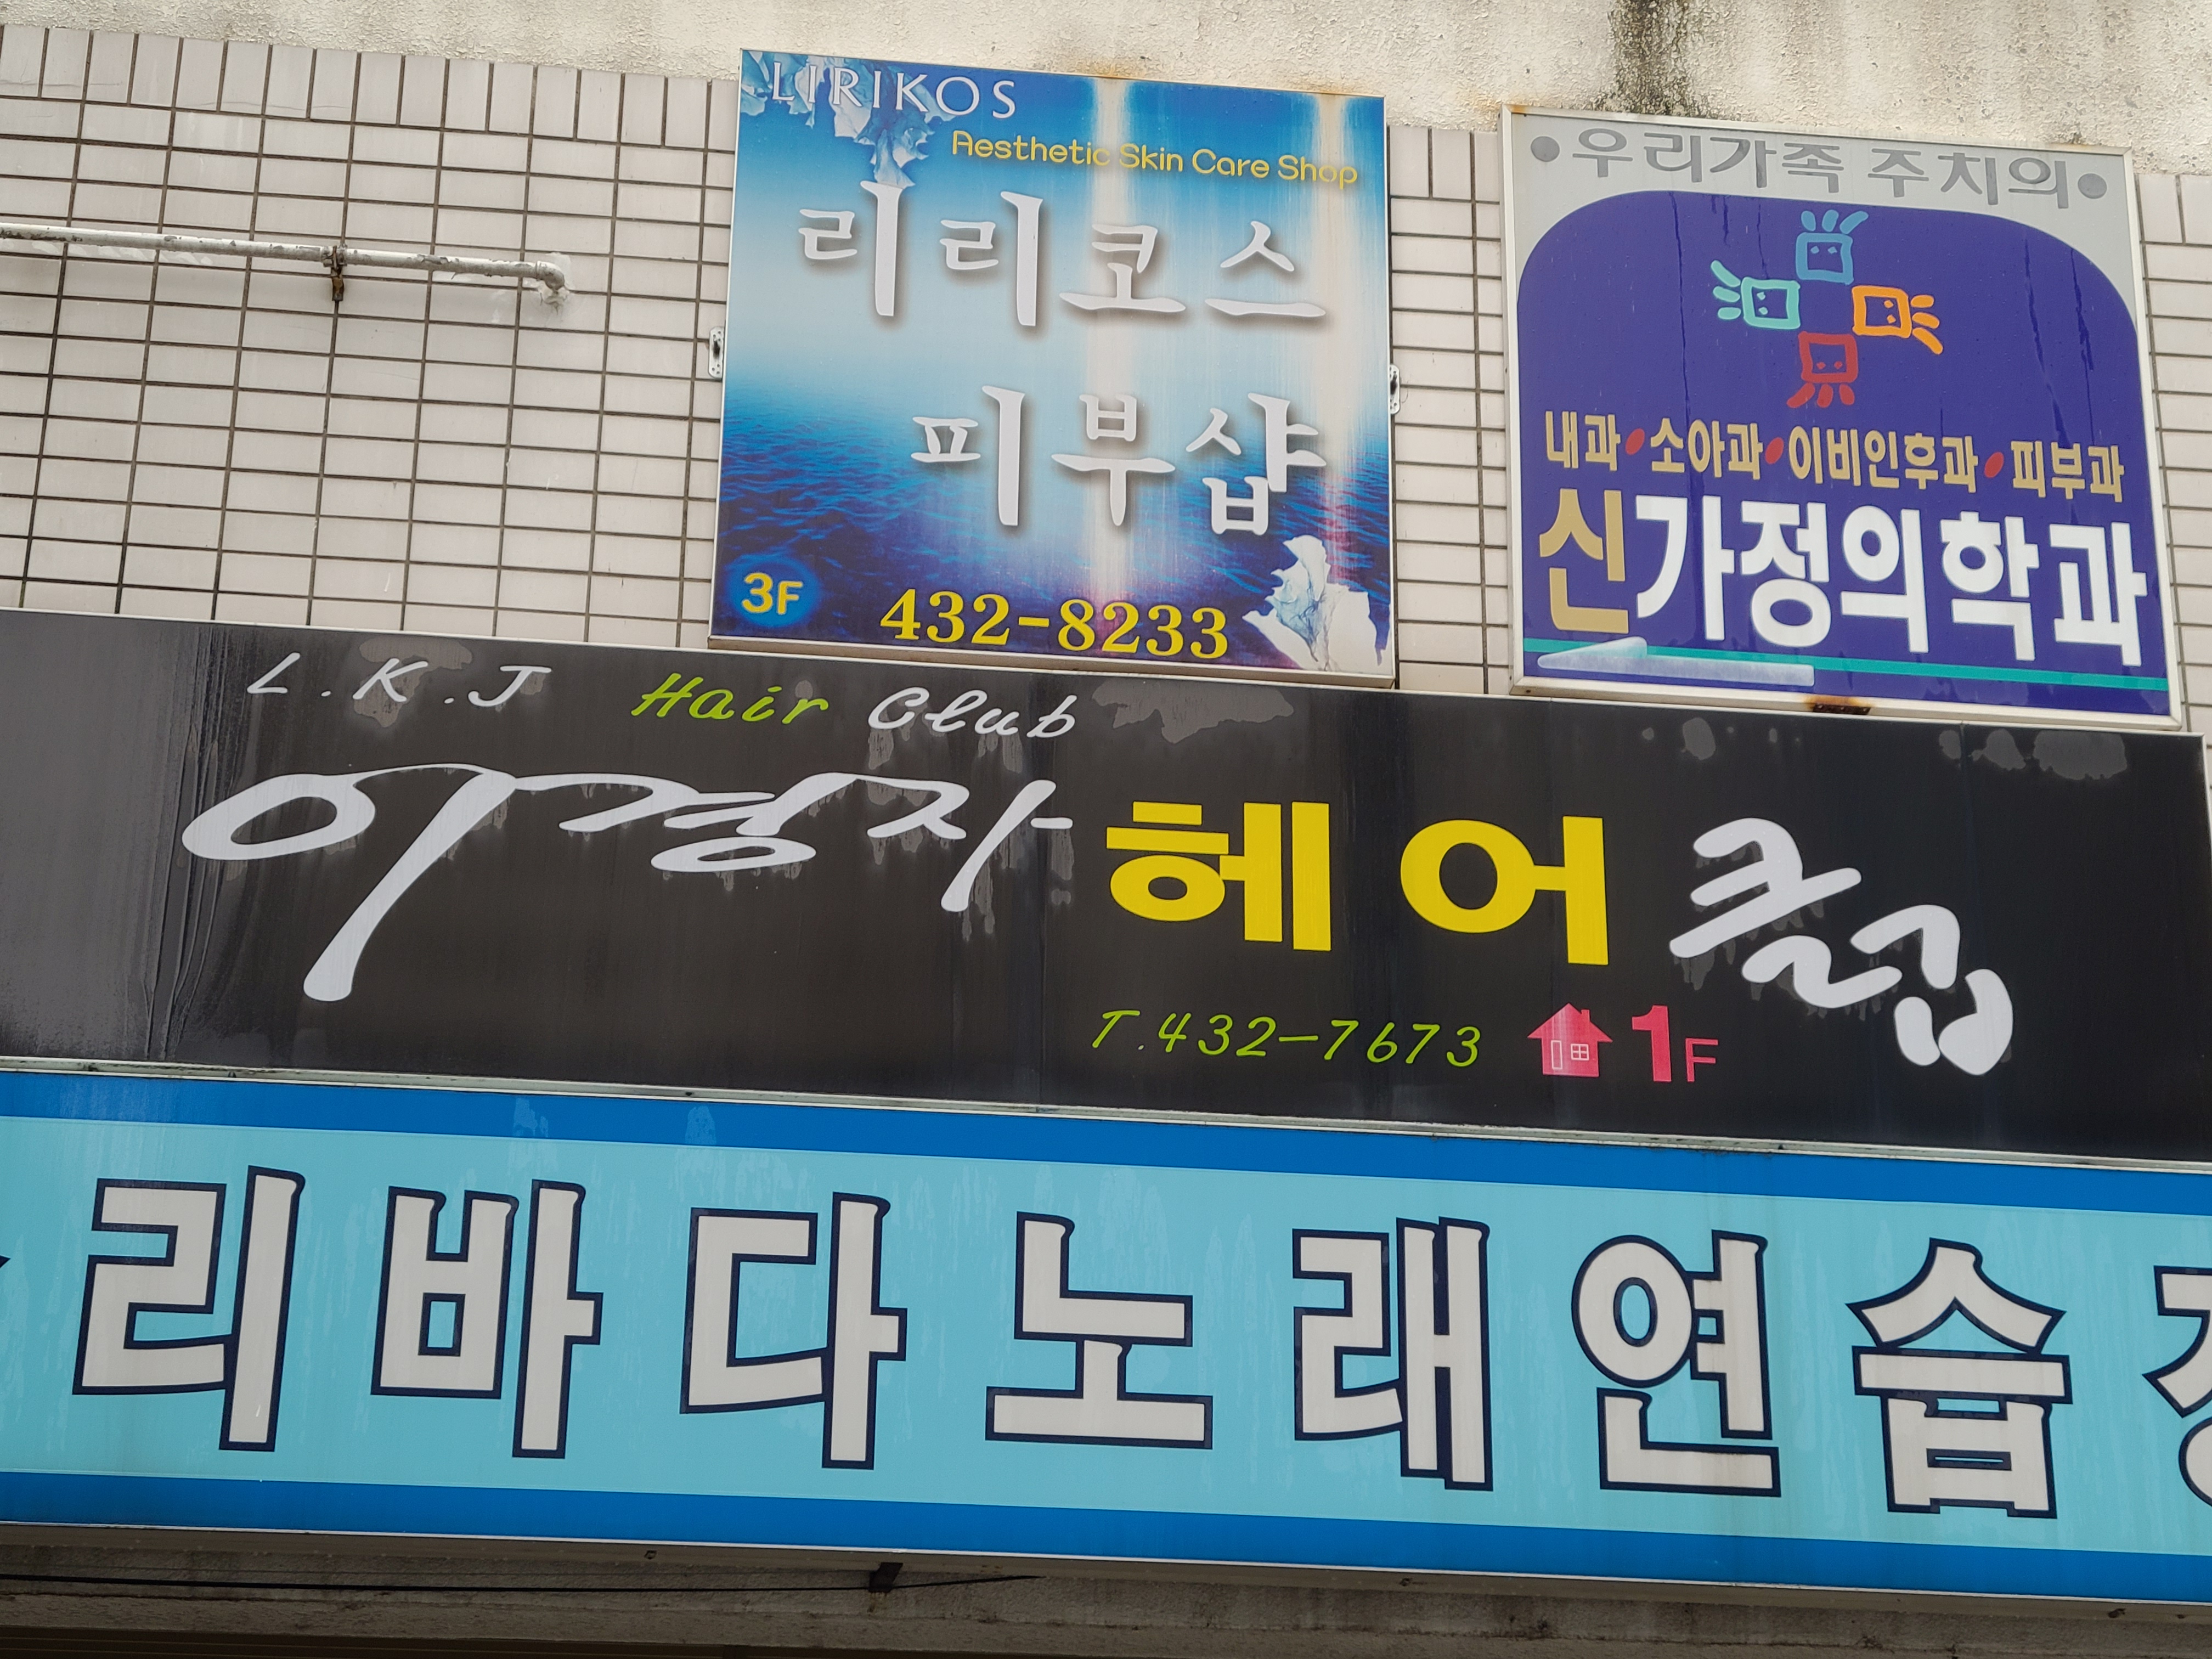 LIRIKOS
Aesthetic Skin Care Shop
리리코스
피부샵
3F
432-8233
•우리가족 주치의•
내과•소아과•이비인후과•피부과
신가정의학과
L.K.J Hair Club
이경자 헤어클럽
T.432-7673 1F
리바다노래연습